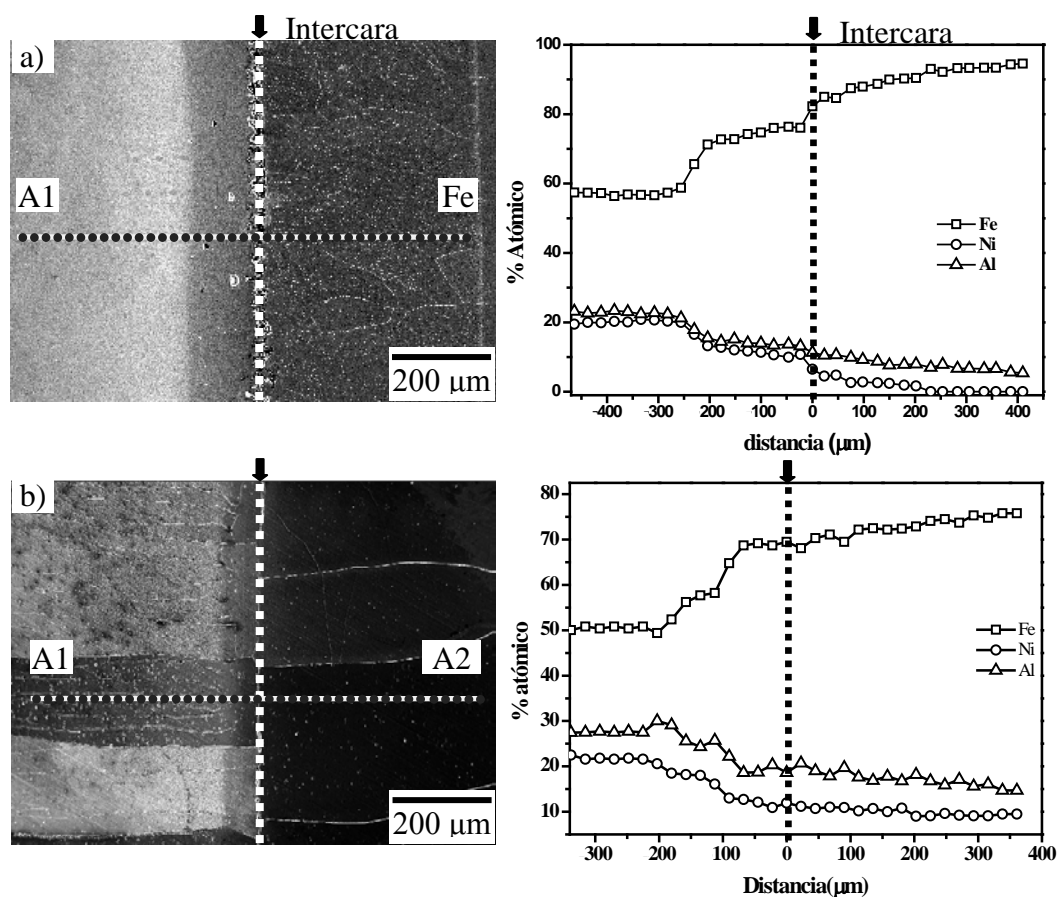 Intercara
a)
A1
Fe
200 μm
Intercara
100
80
60
40
20
0
% Atómico
Fe
Ni
Al
-400
-300
200
-100
0
100
200
300
400
distancia (μm)
b)
A1
A2
200 μm
80
70
60
50
40
30
20
10
% atómico
Fe
Ni
Al
300
200
100
0
100
200
300
400
Distancia(μm)